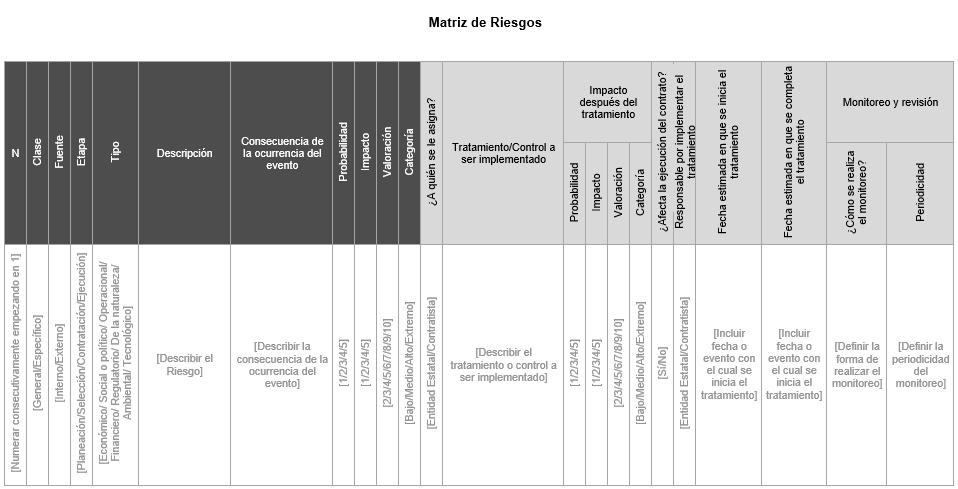 Matriz de Riesgos
N
Clase
Fuente
Etapa
Tipo
Descripción
Consecuencia de
la ocurrencia del
evento
Probabilidad
Impacto
Valoración
Categoría
¿A quién se le asigna?
Tratamiento/Control a
ser implementado
Impacto
después del
tratamiento
Probabilidad
Impacto
Valoración
Categoría
¿Afecta la ejecución del contrato?
Responsable por implementar el
tratamiento
Fecha estimada en que se inicia el
tratamiento
Fecha estimada en que se completa
el tratamiento
Monitoreo y revisión
¿Cómo se realiza
el monitoreo?
Periodicidad
[Numerar consecutivamente empezando en 1]
[General/Específico]
[Interno/Externo]
[Planeación/Selección/Contratación/Ejecución]
[Económico/ Social o político/ Operacional/
Financiero/ Regulatorio/ De la naturaleza/
Ambiental/ Tecnológico]
[Describir el
Riesgo]
[Describir la
consecuencia de la
ocurrencia del
evento]
[1/2/3/4/5]
[1/2/3/4/5]
[2/3/4/5/6/7/8/9/10]
[Bajo/Medio/Alto/Extremo]
[Entidad Estatal/Contratista]
[Describir el
tratamiento o control a
ser implementado]
[1/2/3/4/5]
[1/2/3/4/5]
[2/3/4/5/6/7/8/9/10]
[Bajo/Medio/Alto/Extremo]
[Sí/No]
[Entidad Estatal/Contratista]
[Incluir
fecha o
evento con
el cual se
inicia el
tratamiento]
[Incluir
fecha o
evento con
el cual se
inicia el
tratamiento]
[Definir la
forma de
realizar el
monitoreo]
[Definir la
periodicidad
del
monitoreo]